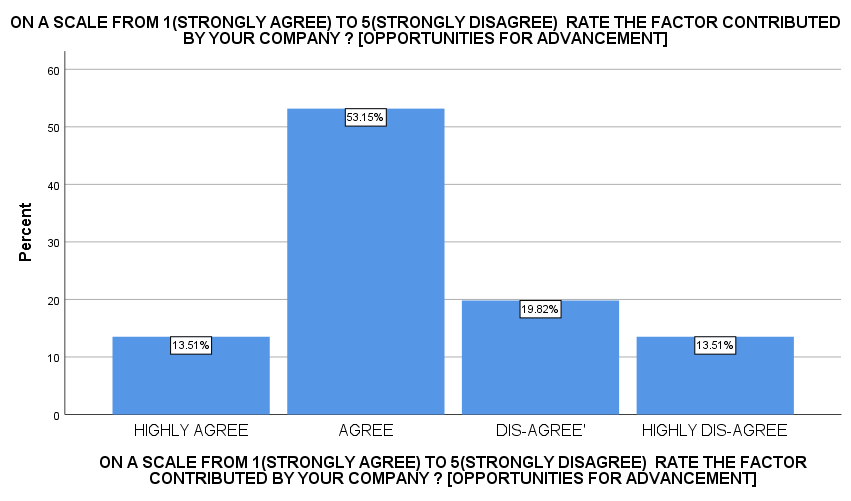 ON A SCALE FROM 1(STRONGLY AGREE) TO 5(STRONGLY DISAGREE)  RATE THE FACTOR CONTRIBUTED
BY YOUR COMPANY ? [OPPORTUNITIES FOR ADVANCEMENT]
60
50
40
30
20
10
0
Percent
53.15%
19.82%
13.51%
13.51%
HIGHLY AGREE
AGREE
DIS-AGREE'
HIGHLY DIS-AGREE
ON A SCALE FROM 1(STRONGLY AGREE) TO 5(STRONGLY DISAGREE)  RATE THE FACTOR
CONTRIBUTED BY YOUR COMPANY ? [OPPORTUNITIES FOR ADVANCEMENT]